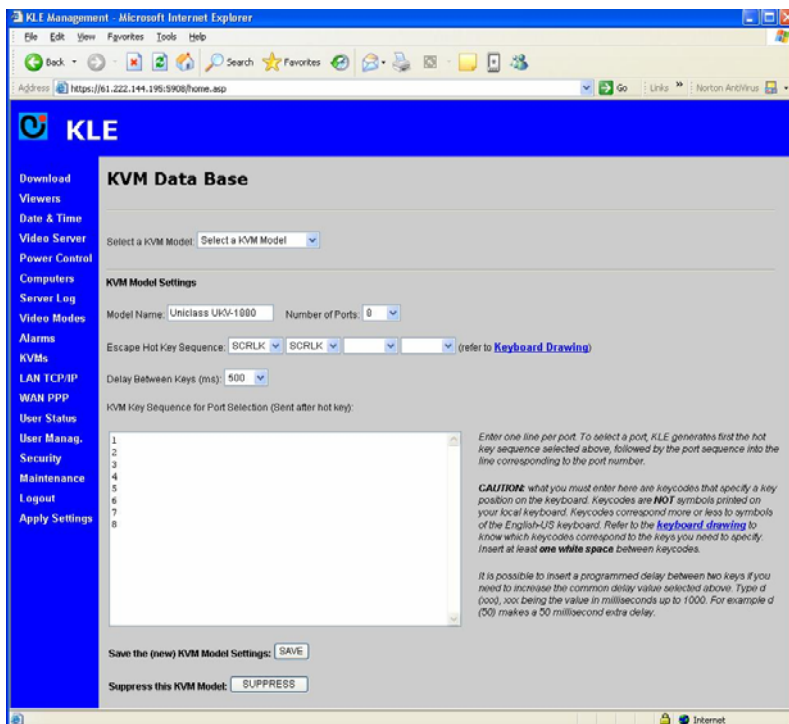 KLE Management - Microsoft Internet Explorer
File Edit View Favorites Tools Help
Back Search Favorites
Address https://61.222.144.195:5908/home.asp Go Links » Norton AntiVirus
KLE
Download
Viewers
Date & Time
Video Server
Power Control
Computers
Server Log
Video Modes
Alarms
KVMs
LAN TCP/IP
WAN PPP
User Status
User Manag.
Security
Maintenance
Logout
Apply Settings
KVM Data Base
Select a KVM Model: Select a KVM Model
KVM Model Settings
Model Name: Uniclass UKV-1880 Number of Ports: 8
Escape Hot Key Sequence: SCRLK SCRLK (refer to Keyboard Drawing)
Delay Between Keys (ms): 500
KVM Key Sequence for Port Selection (Sent after hot key):
1
2
3
4
5
6
7
8
Enter one line per port. To select a port, KLE generates first the hot
key sequence selected above, followed by the port sequence into the
line corresponding to the port number.
CAUTION: what you must enter here are keycodes that specify a key
position on the keyboard. Keycodes are NOT symbols printed on
your local keyboard. Keycodes correspond more or less to symbols
of the English-US keyboard. Refer to the keyboard drawing to
know which keycodes correspond to the keys you need to specify.
Insert at least one white space between keycodes.
It is possible to insert a programmed delay between two keys if you
need to increase the common delay value selected above. Type d
(xxx), xxx being the value in milliseconds up to 1000. For example d
(50) makes a 50 millisecond extra delay.
Save the (new) KVM Model Settings: SAVE
Suppress this KVM Model: SUPPRESS
Internet